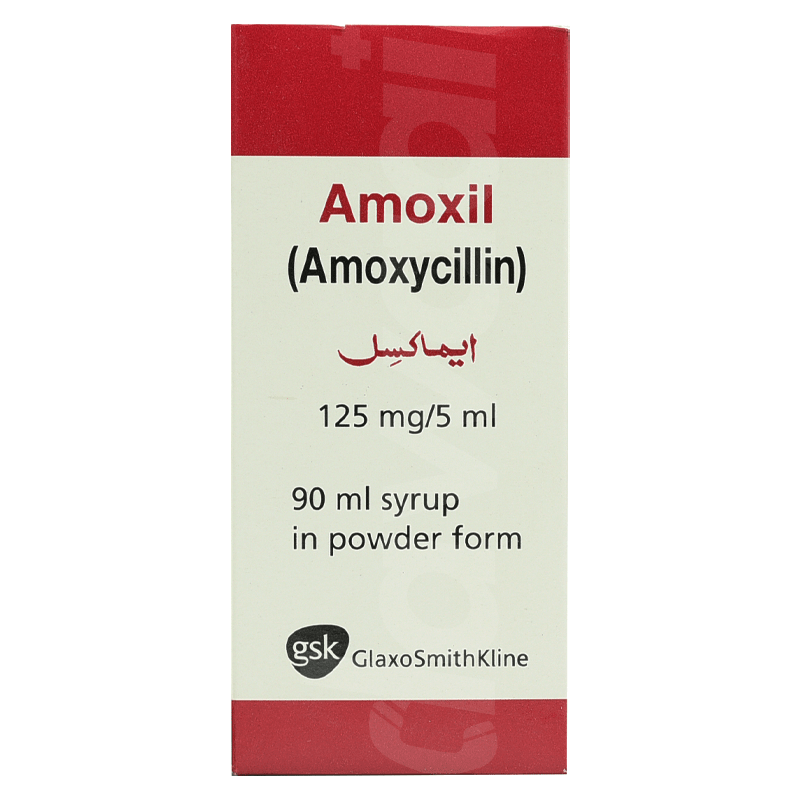 Amoxil
(Amoxycillin)
ایماکسِل
125 mg/5 ml
90 ml syrup
in powder form
gsk GlaxoSmithKline